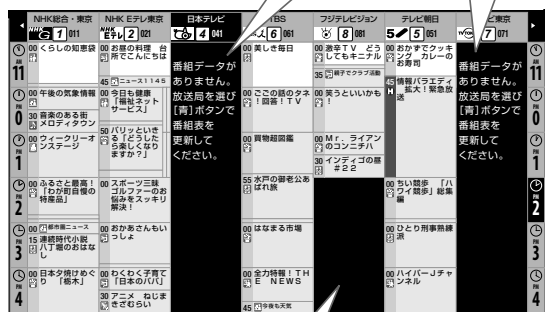 NHK総合・東京
NHK Eテレ東京
日本テレビ
TBS
フジテレビジョン
テレビ朝日
ビ東京
NHK G 1 011
NHK Eテレ 2 021
4 041
6 061
8 081
5 051
7 071
AM
11
PM
0
PM
1
PM
2
PM
3
PM
4
00 くらしの知恵袋
00 午後の気象情報
30 音楽のある街
メロディタウン
00 ウィークリーオ
ンステージ
00 ふるさと最高！
「わが町自慢の
特産品」
00 都市圏ニュース
15 連続時代小説
八丁堀のおはな
し
00 日本夕焼けめぐ
り 「栃木」
00 お昼の料理 台
所でこんにちは
45 ニュース１１４５
00 今日も健康
「福祉ネット
サービス」
30 バリッといき
る「どうした
ら楽しくなり
ますか？」
00 スポーツ三昧
ゴルファーのお
悩みをスッキリ
解決！
00 おかあさんもい
っしょ
00 わくわく子育て
「日本のパパ」
30 アニメ ねじま
きざむらい
番組データが
ありません。
放送局を選び
[青]ボタンで
番組表を
更新して
ください。
00 美しき毎日
00 ごごの話のタネ
！回答！ＴＶ
00 買物超図鑑
55 水戸の御老公あ
ばれ旅
00 はなまる市場
00 全力特報！ＴＨ
Ｅ ＮＥＷＳ
45 今夜も天気
00 激辛ＴＶ どう
してもキニナル
35 親子でクラブ活動
00 笑うといいかも
！
00 Ｍｒ．ライアン
のコンニチハ
30 インディゴの昼
＃２２
00 おかずでクッキ
ング カレーの
お寿司
45 情報バラエティ
拡大！緊急放
送
00 ちい競歩 「ハ
ワイ競歩」総集
編
00 ひとり刑事熟練
派
00 ハイパーＪチャ
ンネル
番組データが
ありません。
放送局を選び
[青]ボタンで
番組表を
更新して
ください。